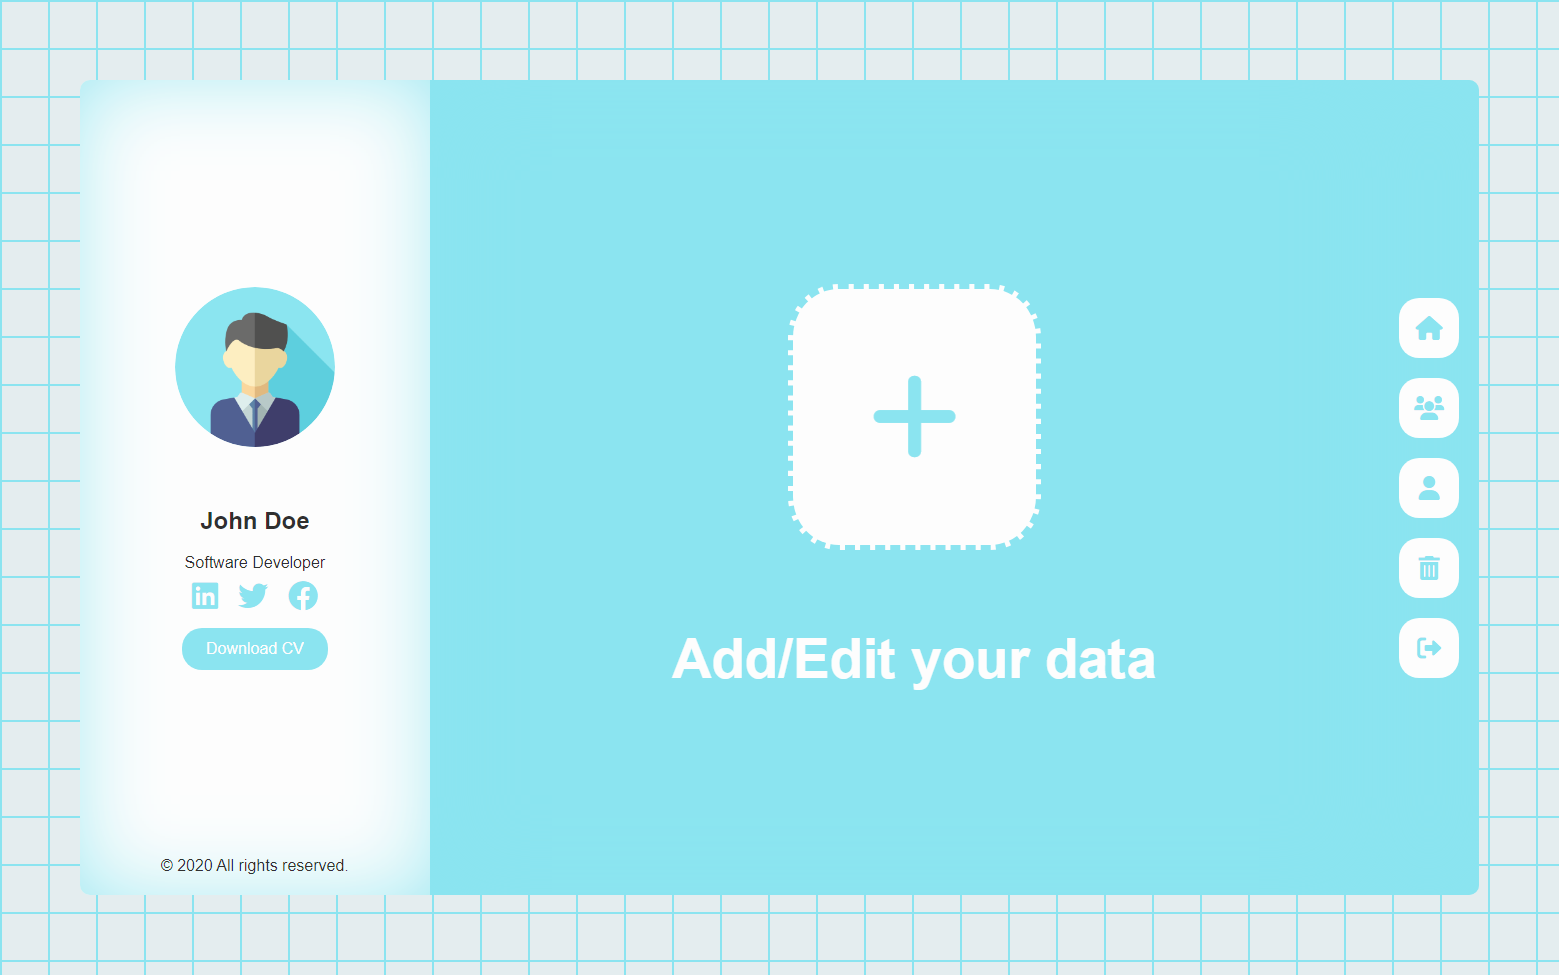 John Doe
Software Developer
Download CV
© 2020 All rights reserved.
Add/Edit your data